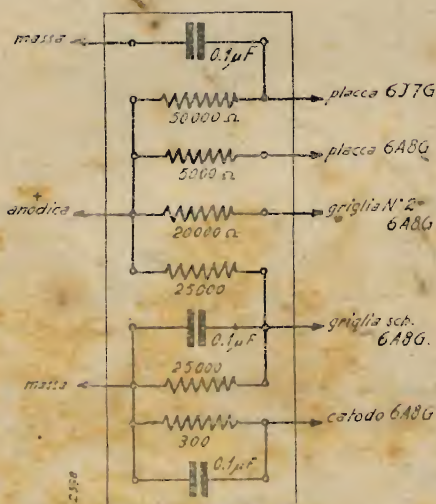 massa
0.1µF
placca 6J7G
50000 Ω
placca 6A8G
5000 Ω
+
anodica
griglia N° 2
6A8G
20000 Ω
25000
griglia sch.
6A8G
0.1µF
massa
25000
catodo 6A8G
300
0.1µF
2598